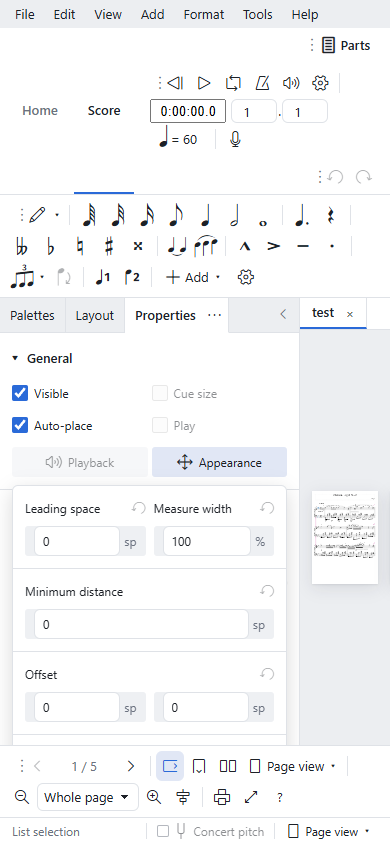 File Edit View Add Format Tools Help
Parts
Home Score 0:00:00.0 1 . 1
= 60
3 1 2 Add
Palettes Layout Properties ··· test ×
General
Visible Cue size
Auto-place Play
Playback Appearance
Leading space Measure width
0 sp 100 %
Minimum distance
0 sp
Offset
0 sp 0 sp
1 / 5 Page view
Whole page ?
List selection Concert pitch Page view